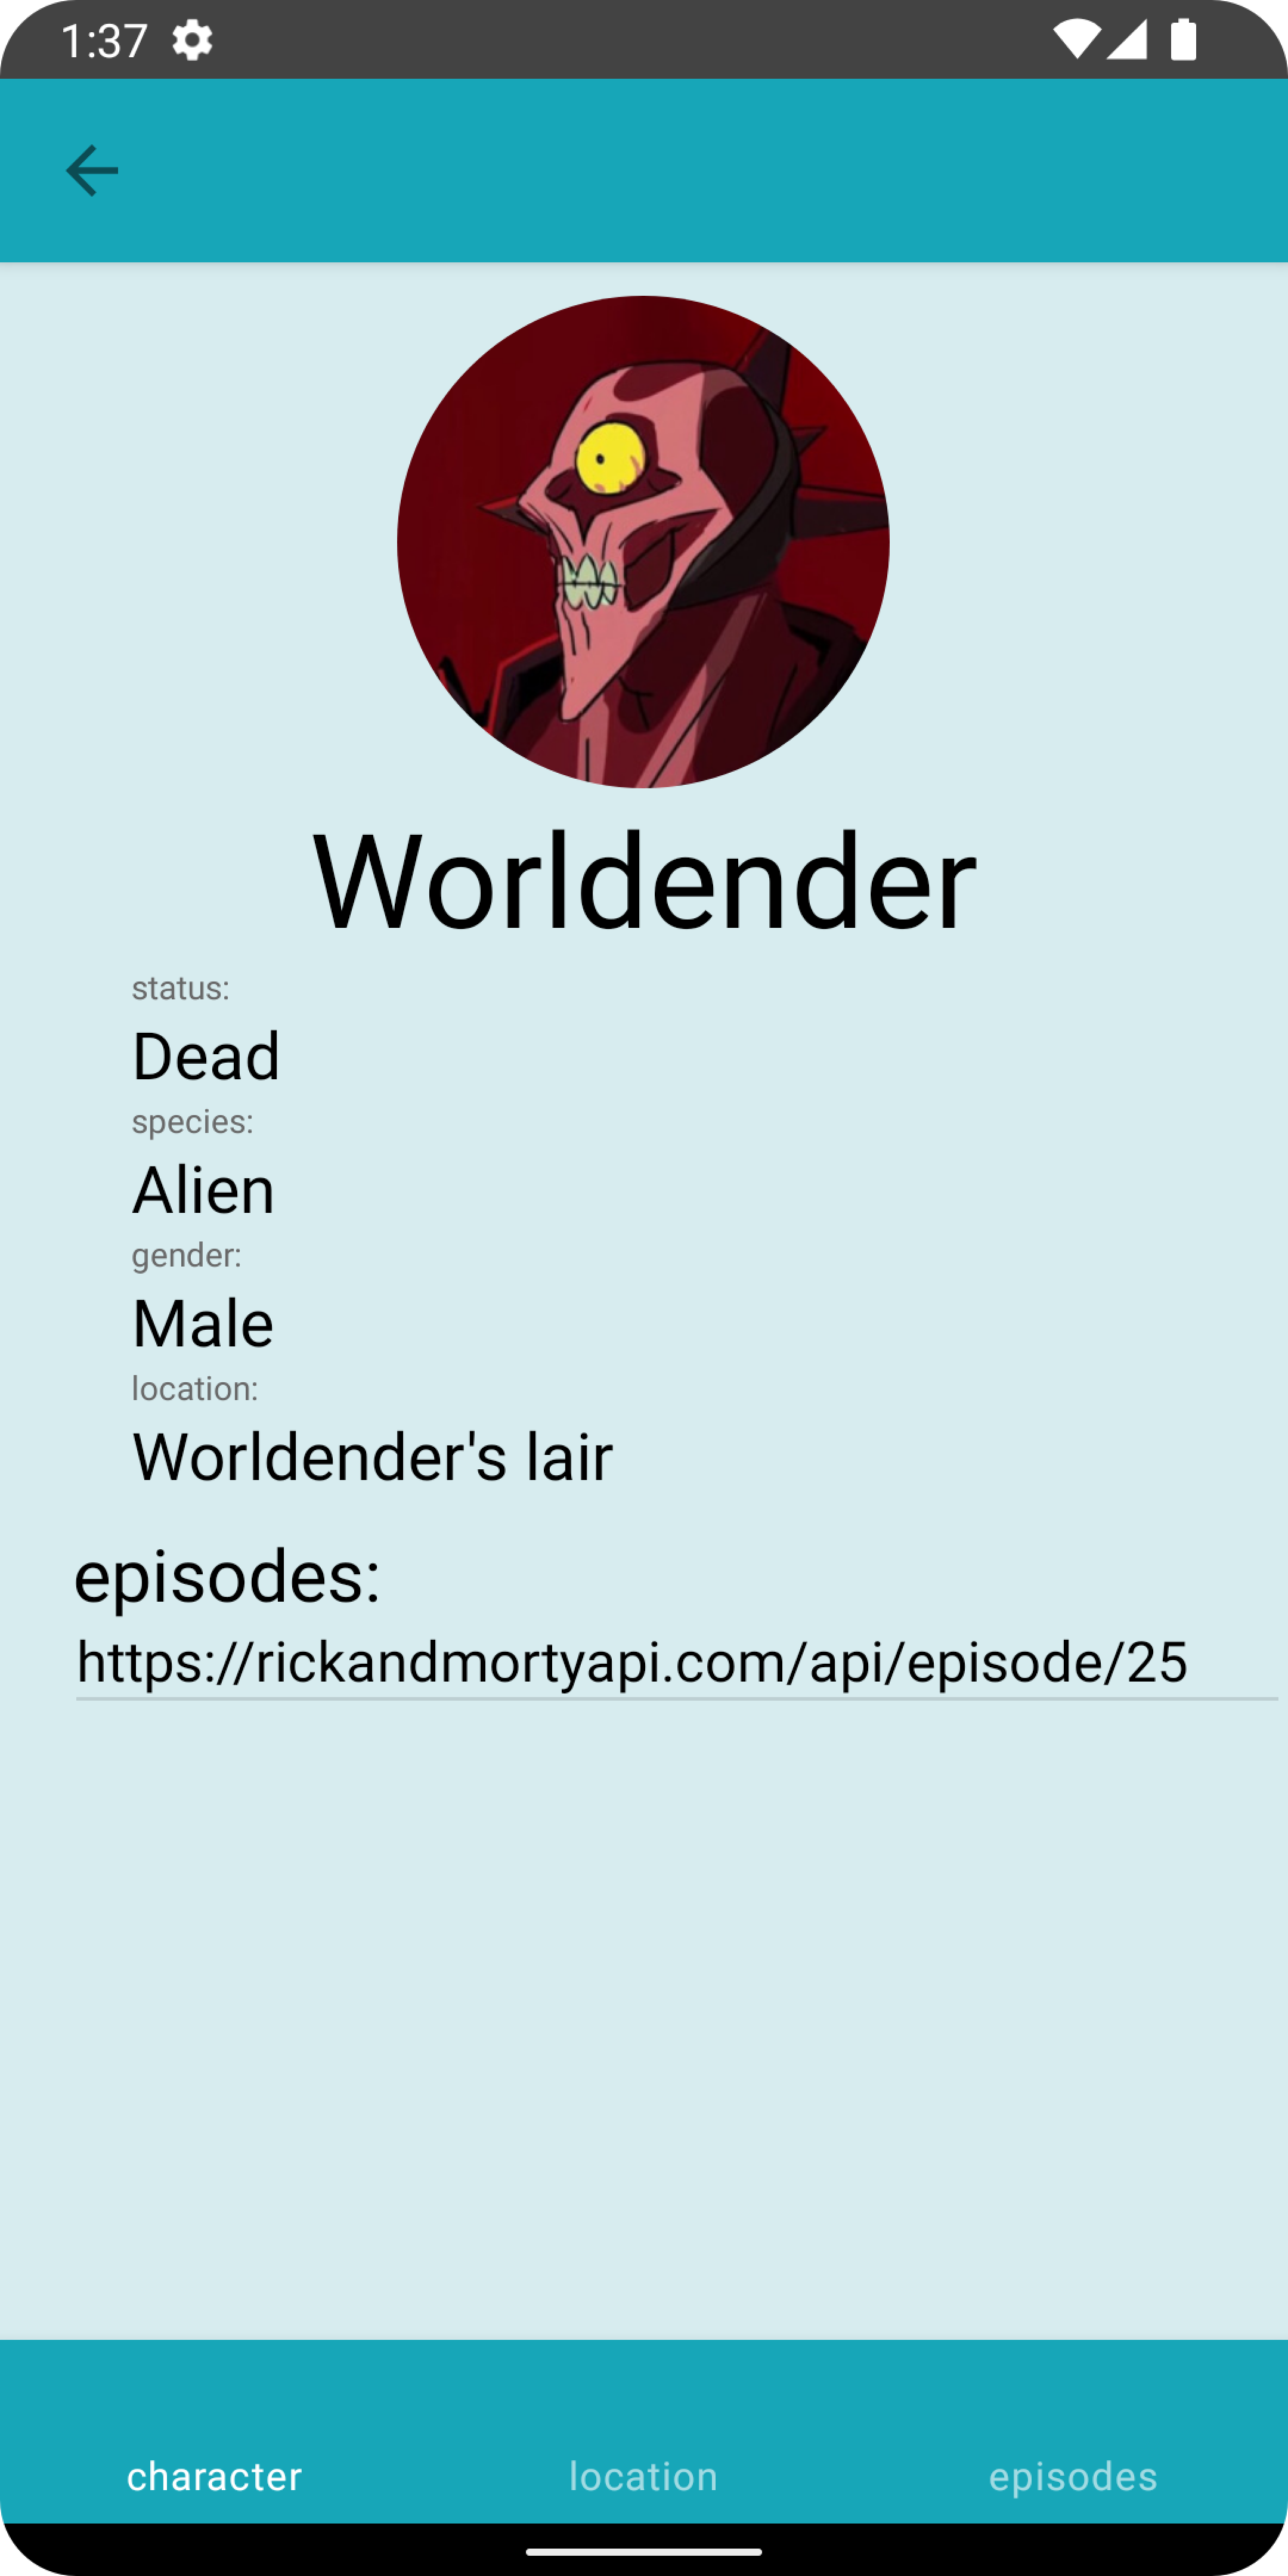 1:37
Worldender
status:
Dead
species:
Alien
gender:
Male
location:
Worldender's lair
episodes:
https://rickandmortyapi.com/api/episode/25
character
location
episodes